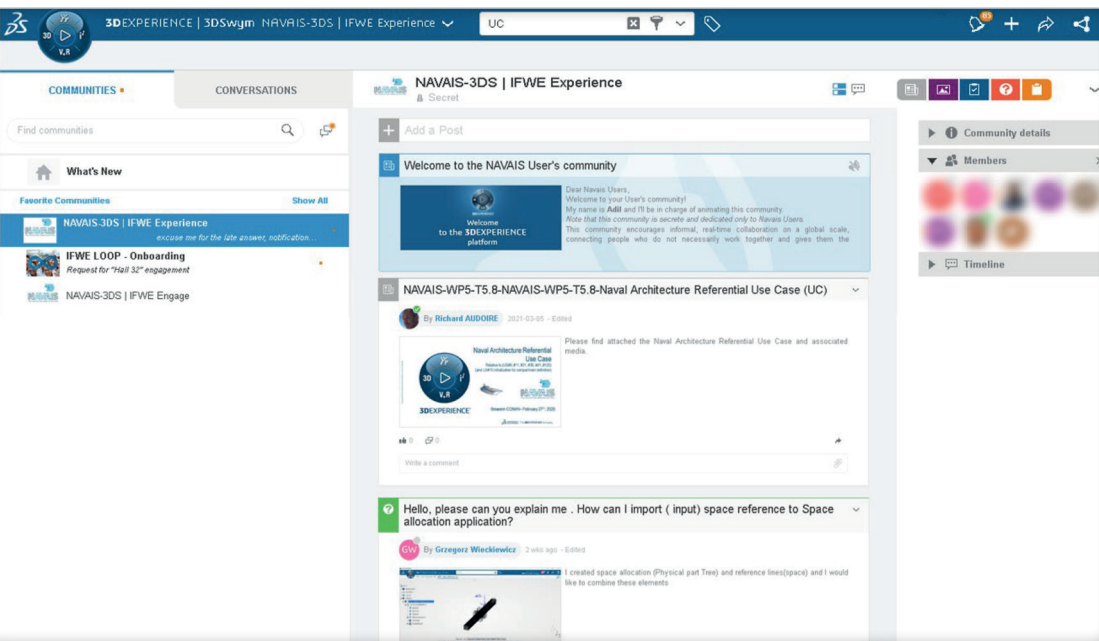 3DEXPERIENCE | 3DSwym NAVAIS-3DS | IFWE Experience
UC
3D
V,R
COMMUNITIES
CONVERSATIONS
Find communities
What's New
Favorite Communities
Show All
NAVAIS-3DS | IFWE Experience
excuse me for the late answer, notification...
IFWE LOOP - Onboarding
Request for "Hall 32" engagement
NAVAIS-3DS | IFWE Engage
NAVAIS-3DS | IFWE Experience
Secret
Add a Post
Welcome to the NAVAIS User's community
Welcome
to the 3DEXPERIENCE
platform
Dear Navais Users,
Welcome to your User's community!
My name is Adil and I'll be in charge of animating this community.
Note that this community is secrete and dedicated only to Navais Users.
This community encourages informal, real-time collaboration on a global scale,
connecting people who do not necessarily work together and gives them the
NAVAIS-WP5-T5.8-NAVAIS-WP5-T5.8-Naval Architecture Referential Use Case (UC)
By Richard AUDOIRE 2021-03-05 - Edited
Naval Architecture Referential
Use Case
3D
V,R
3DEXPERIENCE
NAVAIS
Please find attached the Naval Architecture Referential Use Case and associated
media.
0 0
Write a comment
Hello, please can you explain me . How can I import ( input) space reference to Space
allocation application?
GW By Grzegorz Wieckiewicz 2 wks ago - Edited
I created space allocation (Physical part Tree) and reference lines(space) and I would
like to combine these elements
Community details
Members
Timeline